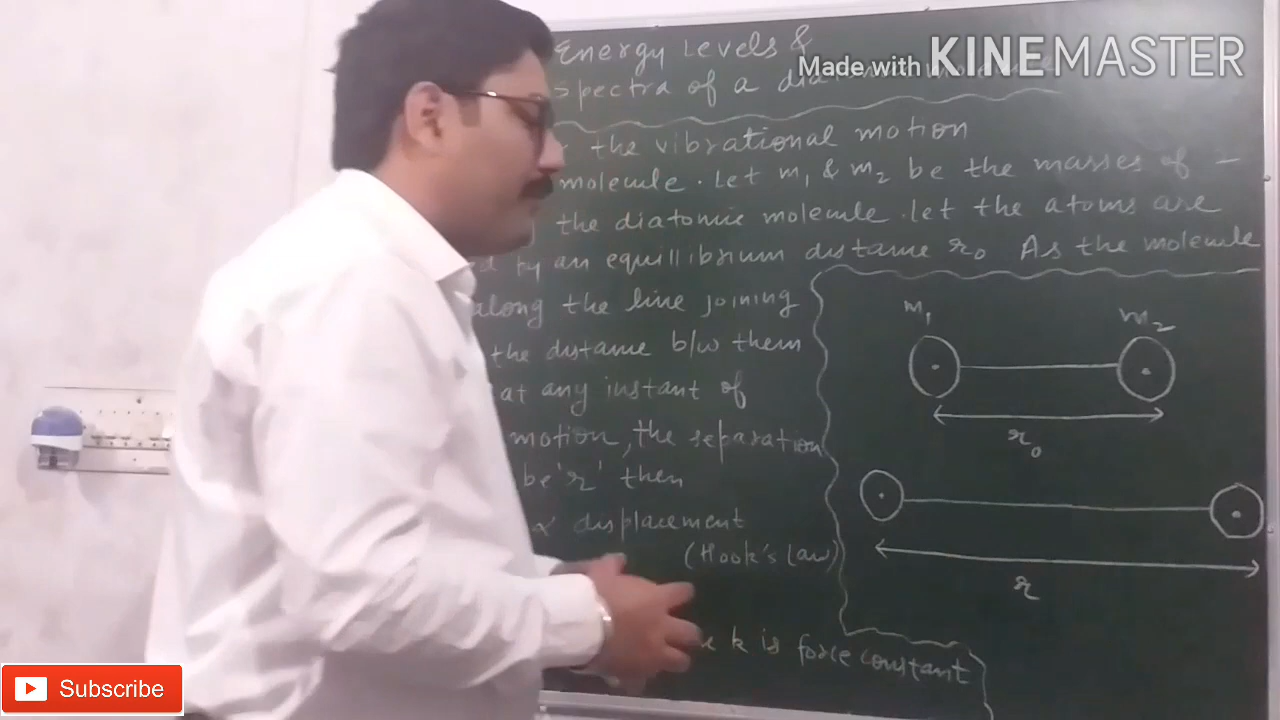 Energy Levels &
Made with KINEMASTER
spectra of a
the vibrational motion
molecule. Let m1 & m2 be the masses of -
the diatomic molecule. let the atoms are
by an equillibrium distance r0 As the molecule
along the line joining
the distance b/w them
at any instant of
motion, the separation
be 'r' then
∝ displacement
(Hook's law)
k is force constant
m1
m2
r0
r
Subscribe